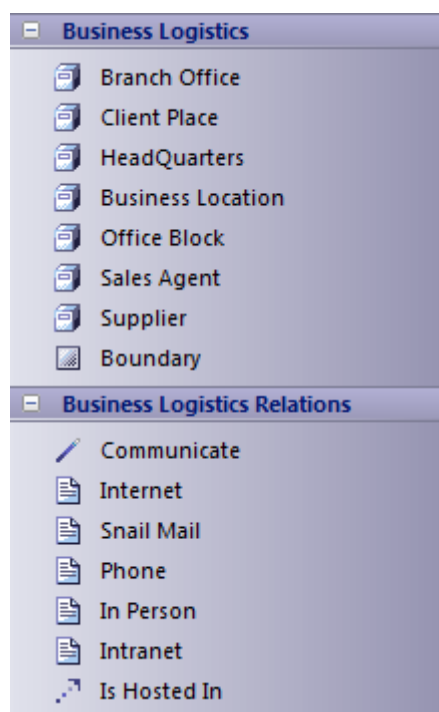 Business Logistics
Branch Office
Client Place
HeadQuarters
Business Location
Office Block
Sales Agent
Supplier
Boundary
Business Logistics Relations
Communicate
Internet
Snail Mail
Phone
In Person
Intranet
Is Hosted In